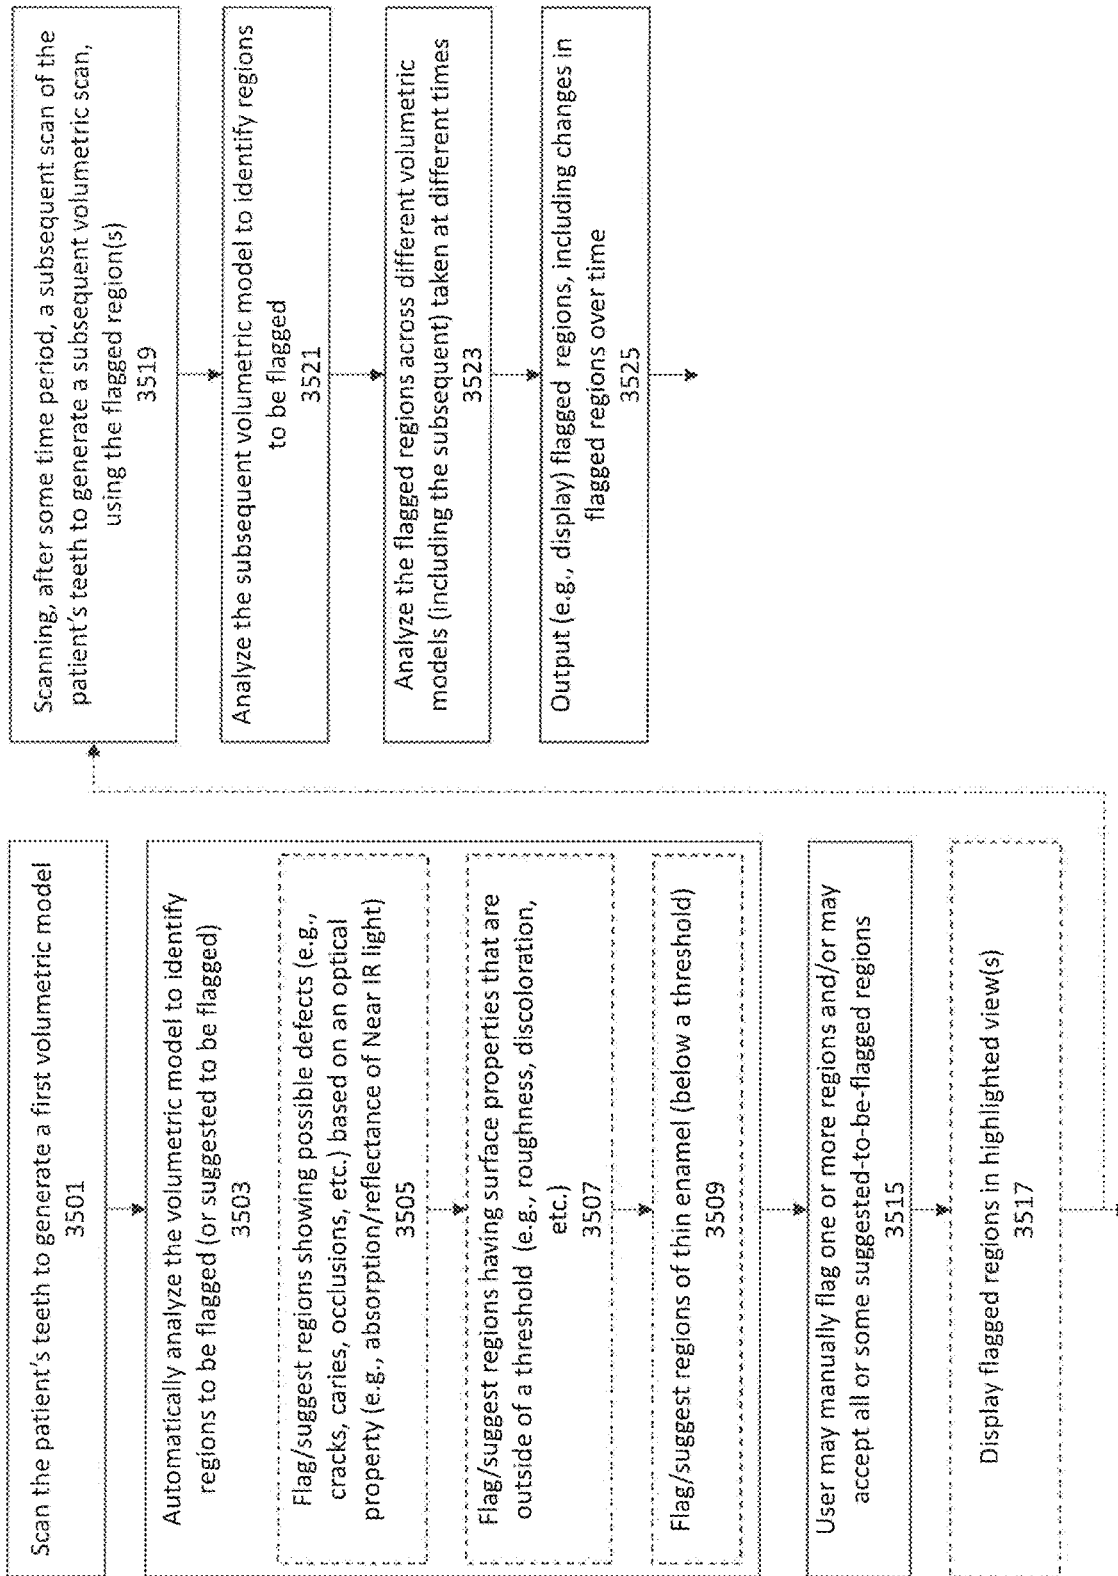 Scan the patient's teeth to generate a first volumetric model
3501
Automatically analyze the volumetric model to identify
regions to be flagged (or suggested to be flagged)
3503
Flag/suggest regions showing possible defects (e.g.,
cracks, caries, occlusions, etc.) based on an optical
property (e.g., absorption/reflectance of Near IR light)
3505
Flag/suggest regions having surface properties that are
outside of a threshold (e.g., roughness, discoloration,
etc.)
3507
Flag/suggest regions of thin enamel (below a threshold)
3509
User may manually flag one or more regions and/or may
accept all or some suggested-to-be-flagged regions
3515
Display flagged regions in highlighted view(s)
3517
Scanning, after some time period, a subsequent scan of the
patient's teeth to generate a subsequent volumetric scan,
using the flagged region(s)
3519
Analyze the subsequent volumetric model to identify regions
to be flagged
3521
Analyze the flagged regions across different volumetric
models (including the subsequent) taken at different times
3523
Output (e.g., display) flagged regions, including changes in
flagged regions over time
3525